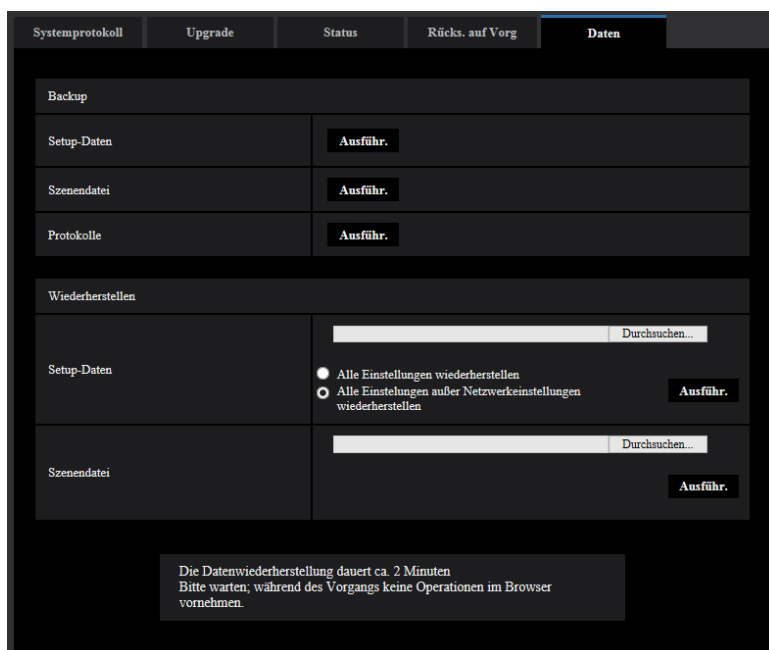 Systemprotokoll Upgrade Status Rücks. auf Vorg Daten
Backup
Setup-Daten Ausführ.
Szenendatei Ausführ.
Protokolle Ausführ.
Wiederherstellen
Durchsuchen...
Setup-Daten
Alle Einstellungen wiederherstellen
Alle Einstelungen außer Netzwerkeinstellungen
wiederherstellen
Ausführ.
Durchsuchen...
Szenendatei
Ausführ.
Die Datenwiederherstellung dauert ca. 2 Minuten
Bitte warten; während des Vorgangs keine Operationen im Browser
vornehmen.